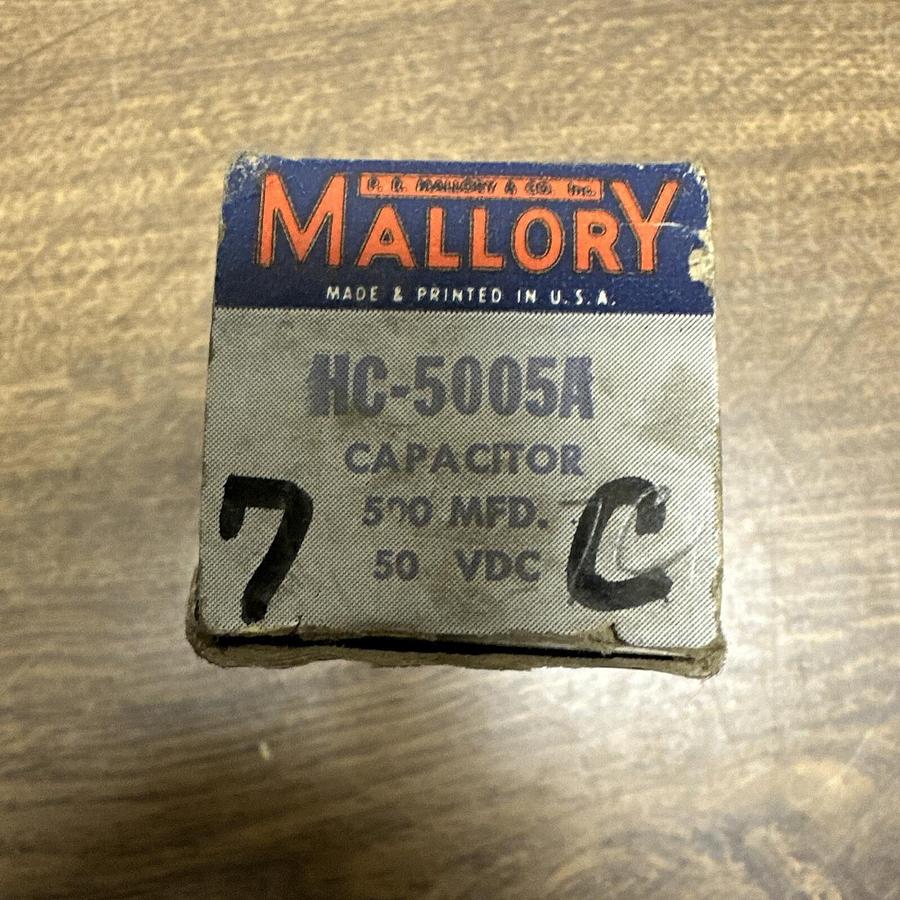 P. R. MALLORY & CO. Inc.
MALLORY
MADE & PRINTED IN U.S.A.
HC-5005A
CAPACITOR
500 MFD.
50 VDC
7 C